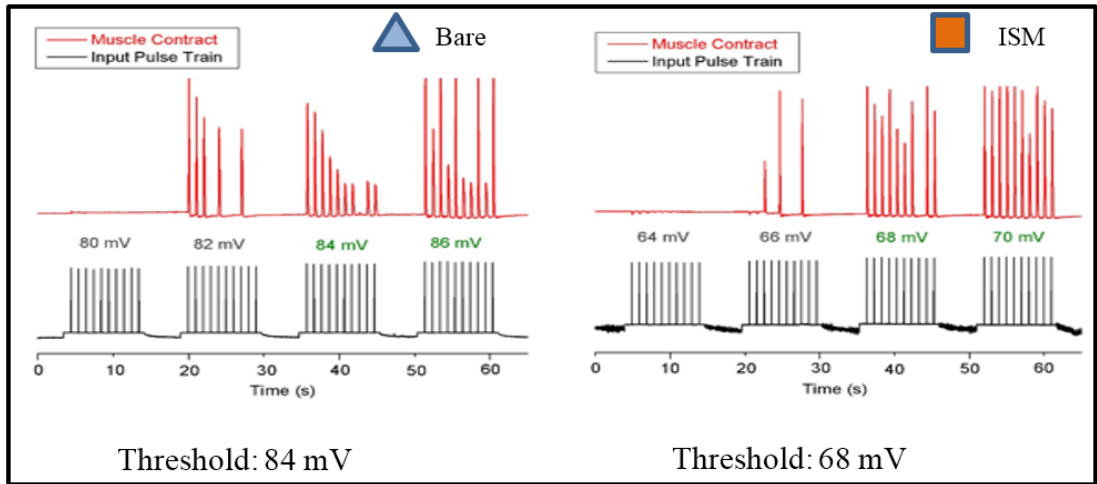 Muscle Contract
Input Pulse Train
Bare
80 mV 82 mV 84 mV 86 mV
0 10 20 30 40 50 60
Time (s)
Threshold: 84 mV
Muscle Contract
Input Pulse Train
ISM
64 mV 66 mV 68 mV 70 mV
0 10 20 30 40 50 60
Time (s)
Threshold: 68 mV